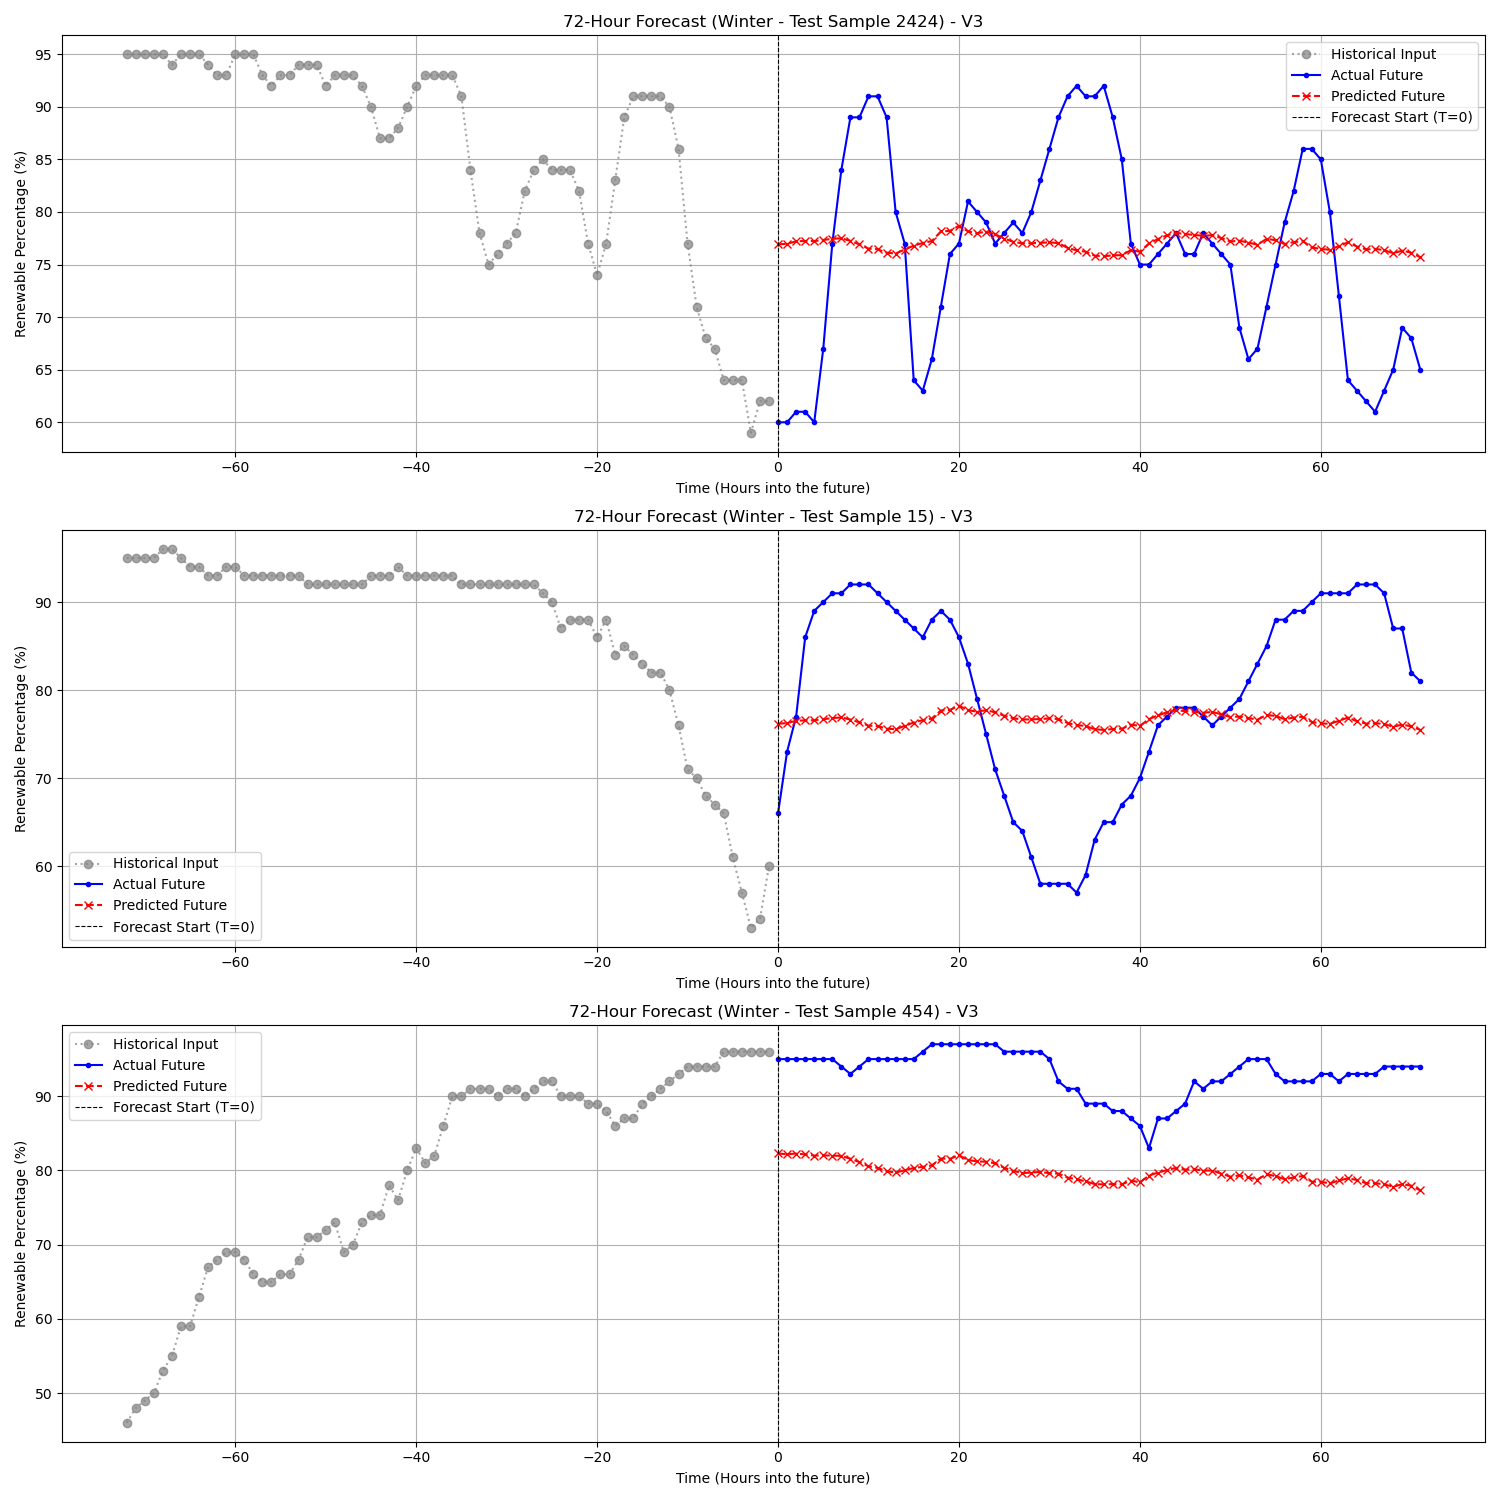 72-Hour Forecast (Winter - Test Sample 2424) - V3
Renewable Percentage (%)
95
90
85
80
75
70
65
60
Historical Input
Actual Future
Predicted Future
Forecast Start (T=0)
−60
−40
−20
0
20
40
60
Time (Hours into the future)
72-Hour Forecast (Winter - Test Sample 15) - V3
Renewable Percentage (%)
90
80
70
60
Historical Input
Actual Future
Predicted Future
Forecast Start (T=0)
−60
−40
−20
0
20
40
60
Time (Hours into the future)
72-Hour Forecast (Winter - Test Sample 454) - V3
Renewable Percentage (%)
90
80
70
60
50
Historical Input
Actual Future
Predicted Future
Forecast Start (T=0)
−60
−40
−20
0
20
40
60
Time (Hours into the future)